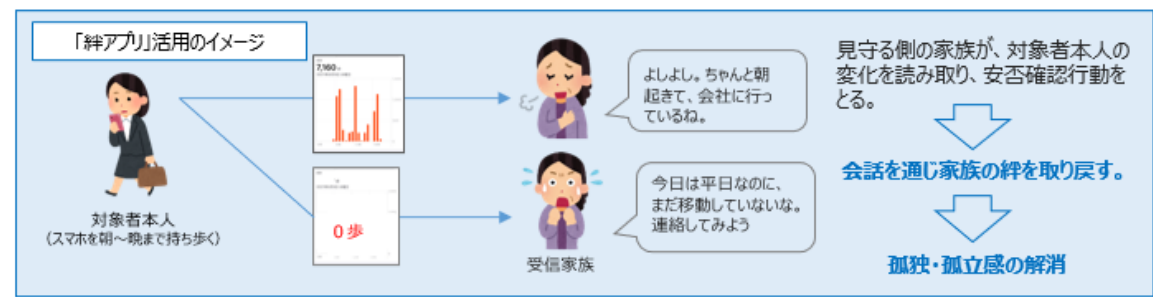 「絆アプリ」活用のイメージ
7,160
よしよし。ちゃんと朝
起きて、会社に行っ
ているね。
見守る側の家族が、対象者本人の
変化を読み取り、安否確認行動を
とる。
会話を通じ家族の絆を取り戻す。
今日は平日なのに、
まだ移動していないな。
連絡してみよう
0歩
対象者本人
(スマホを朝～晩まで持ち歩く)
受信家族
孤独・孤立感の解消